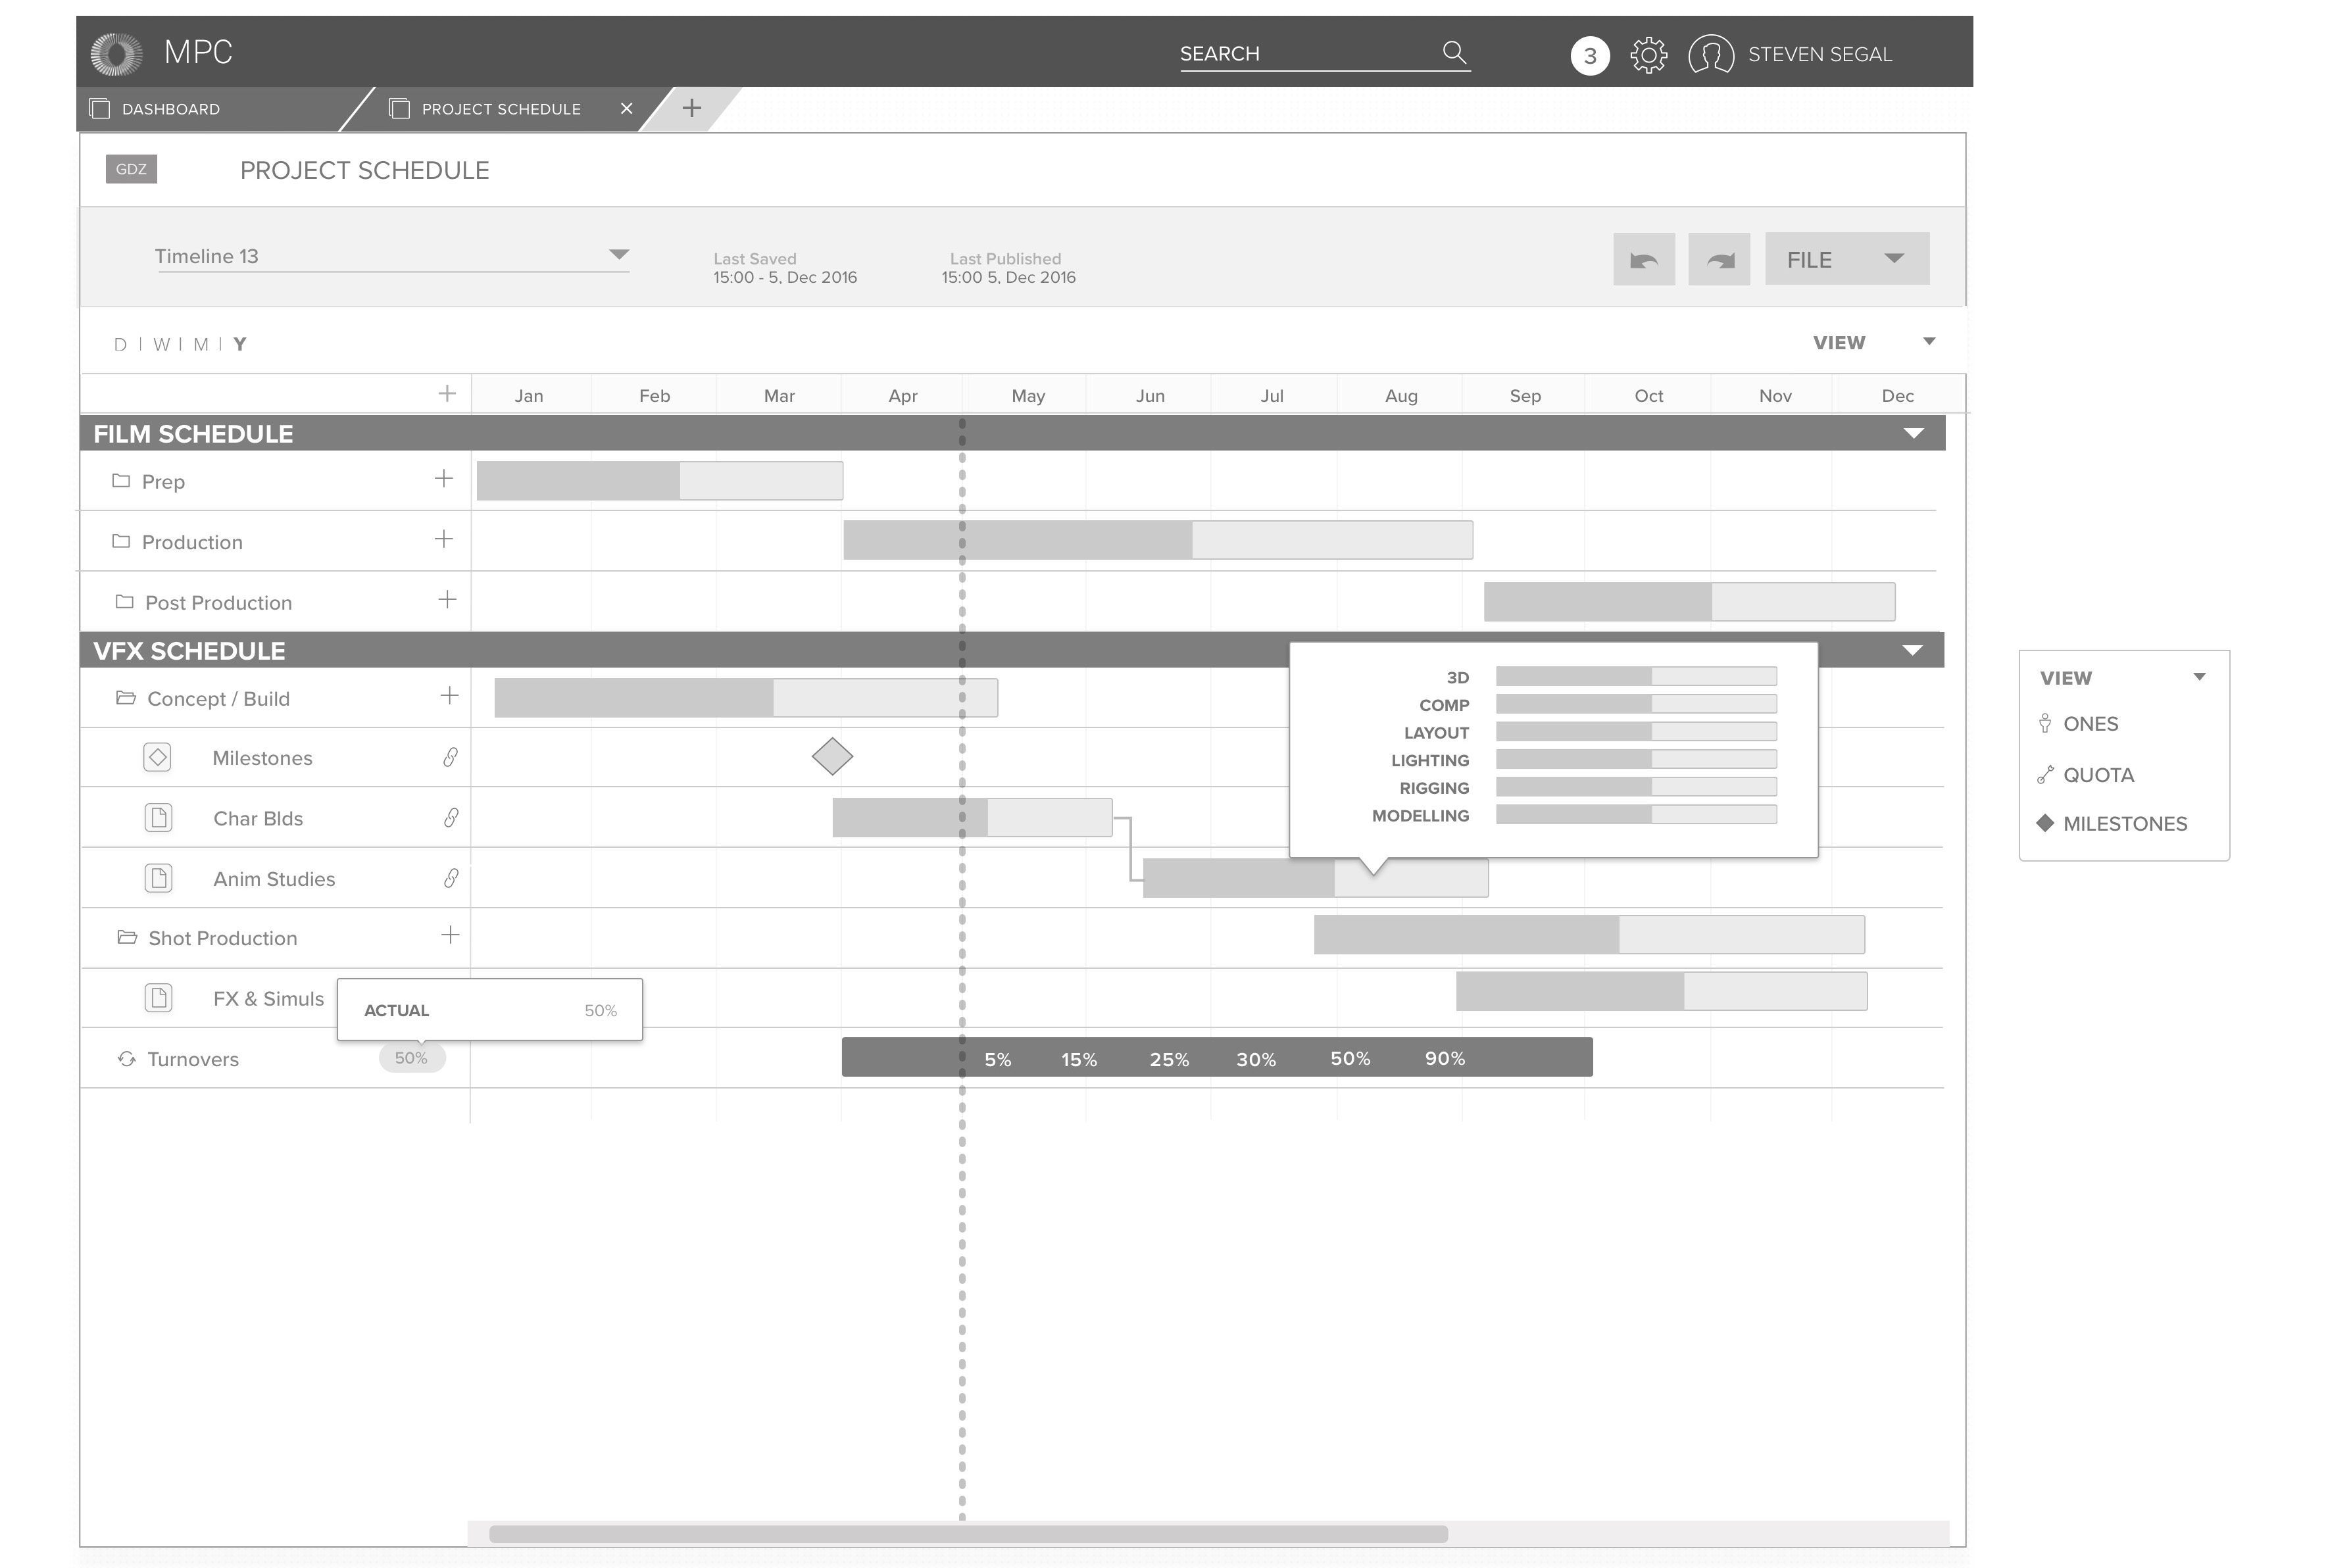 MPC
SEARCH
3
STEVEN SEGAL
DASHBOARD
PROJECT SCHEDULE
GDZ
PROJECT SCHEDULE
Timeline 13
Last Saved
15:00 - 5, Dec 2016
Last Published
15:00 5, Dec 2016
FILE
D | W | M | Y
VIEW
Jan Feb Mar Apr May Jun Jul Aug Sep Oct Nov Dec
FILM SCHEDULE
Prep
Production
Post Production
VFX SCHEDULE
Concept / Build
Milestones
Char Blds
Anim Studies
Shot Production
FX & Simuls
Turnovers
50%
ACTUAL 50%
5% 15% 25% 30% 50% 90%
3D
COMP
LAYOUT
LIGHTING
RIGGING
MODELLING
VIEW
ONES
QUOTA
MILESTONES